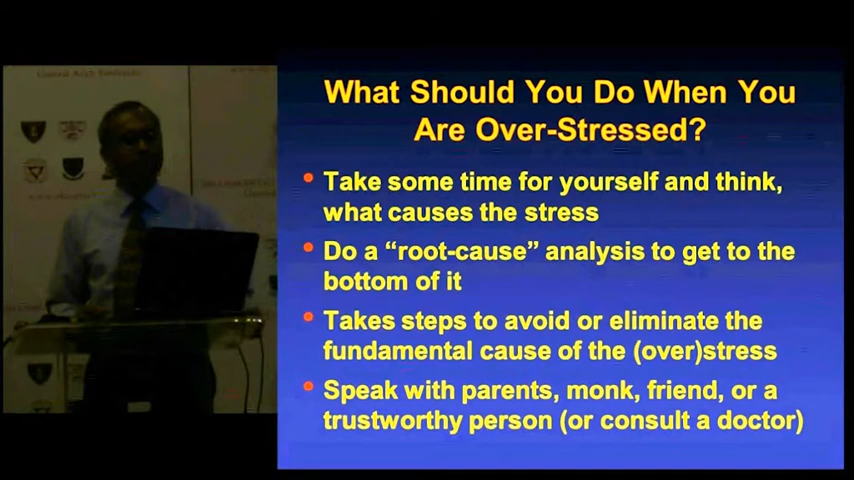 What Should You Do When You
Are Over-Stressed?
• Take some time for yourself and think,
what causes the stress
• Do a “root-cause” analysis to get to the
bottom of it
• Takes steps to avoid or eliminate the
fundamental cause of the (over)stress
• Speak with parents, monk, friend, or a
trustworthy person (or consult a doctor)